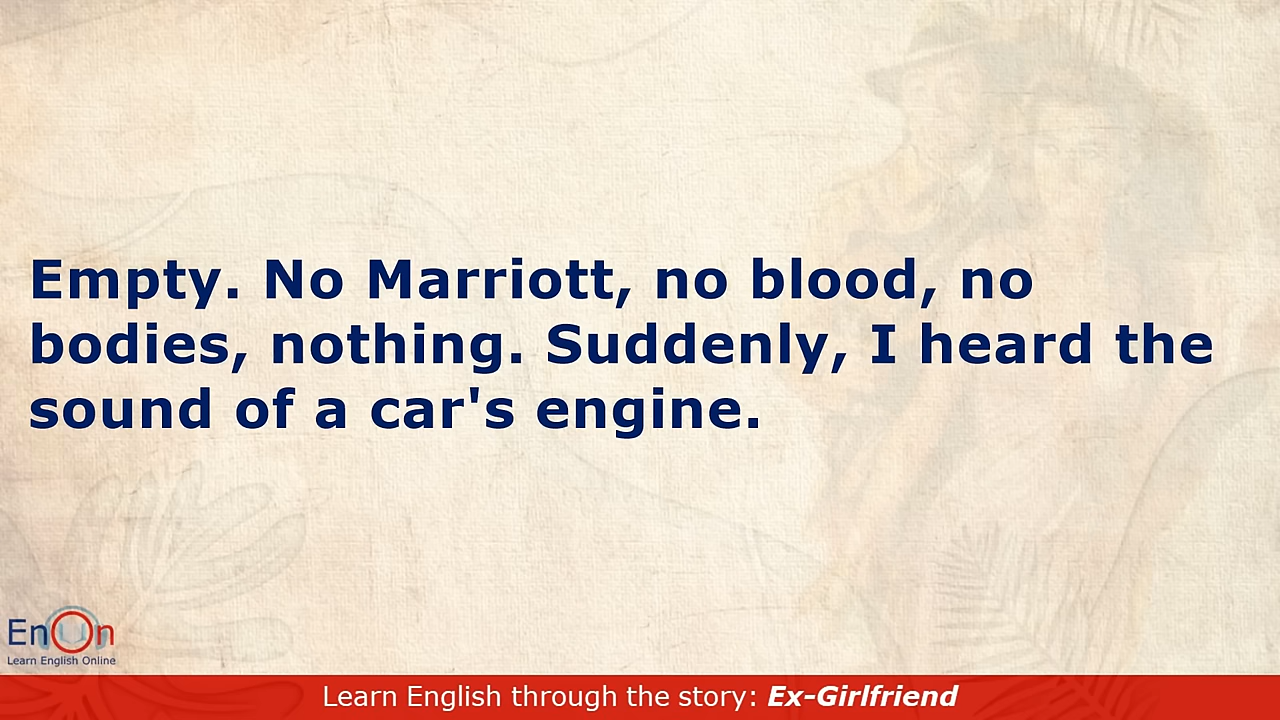 Empty. No Marriott, no blood, no
bodies, nothing. Suddenly, I heard the
sound of a car's engine.
EnOn
Learn English Online
Learn English through the story: Ex-Girlfriend